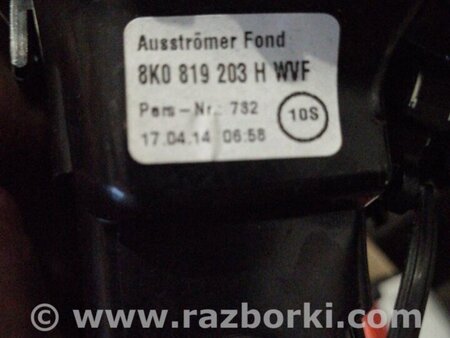 Ausströmer Fond
8K0 819 203 H WVF
Pers-Nr.: 732
10S
17.04.14 06:58
© www.razborki.com